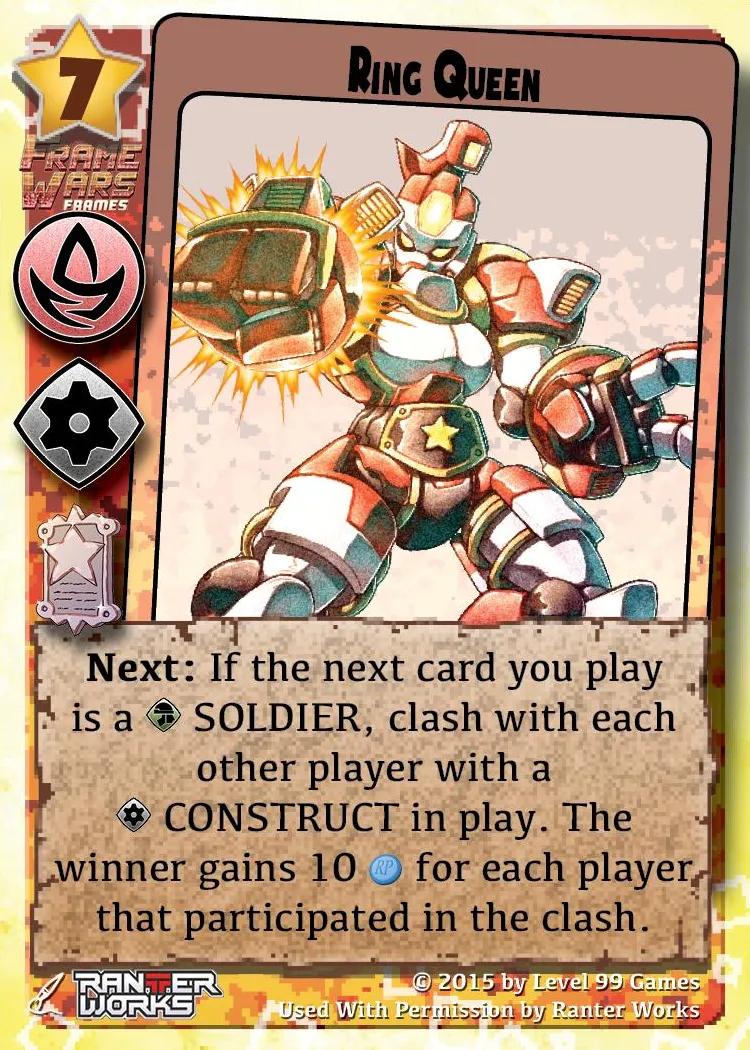 7
RING QUEEN
FRAME
WARS
FRAMES
Next: If the next card you play
is a SOLDIER, clash with each
other player with a
CONSTRUCT in play. The
winner gains 10 RP for each player
that participated in the clash.
RANTER
WORKS
© 2015 by Level 99 Games
Used With Permission by Ranter Works